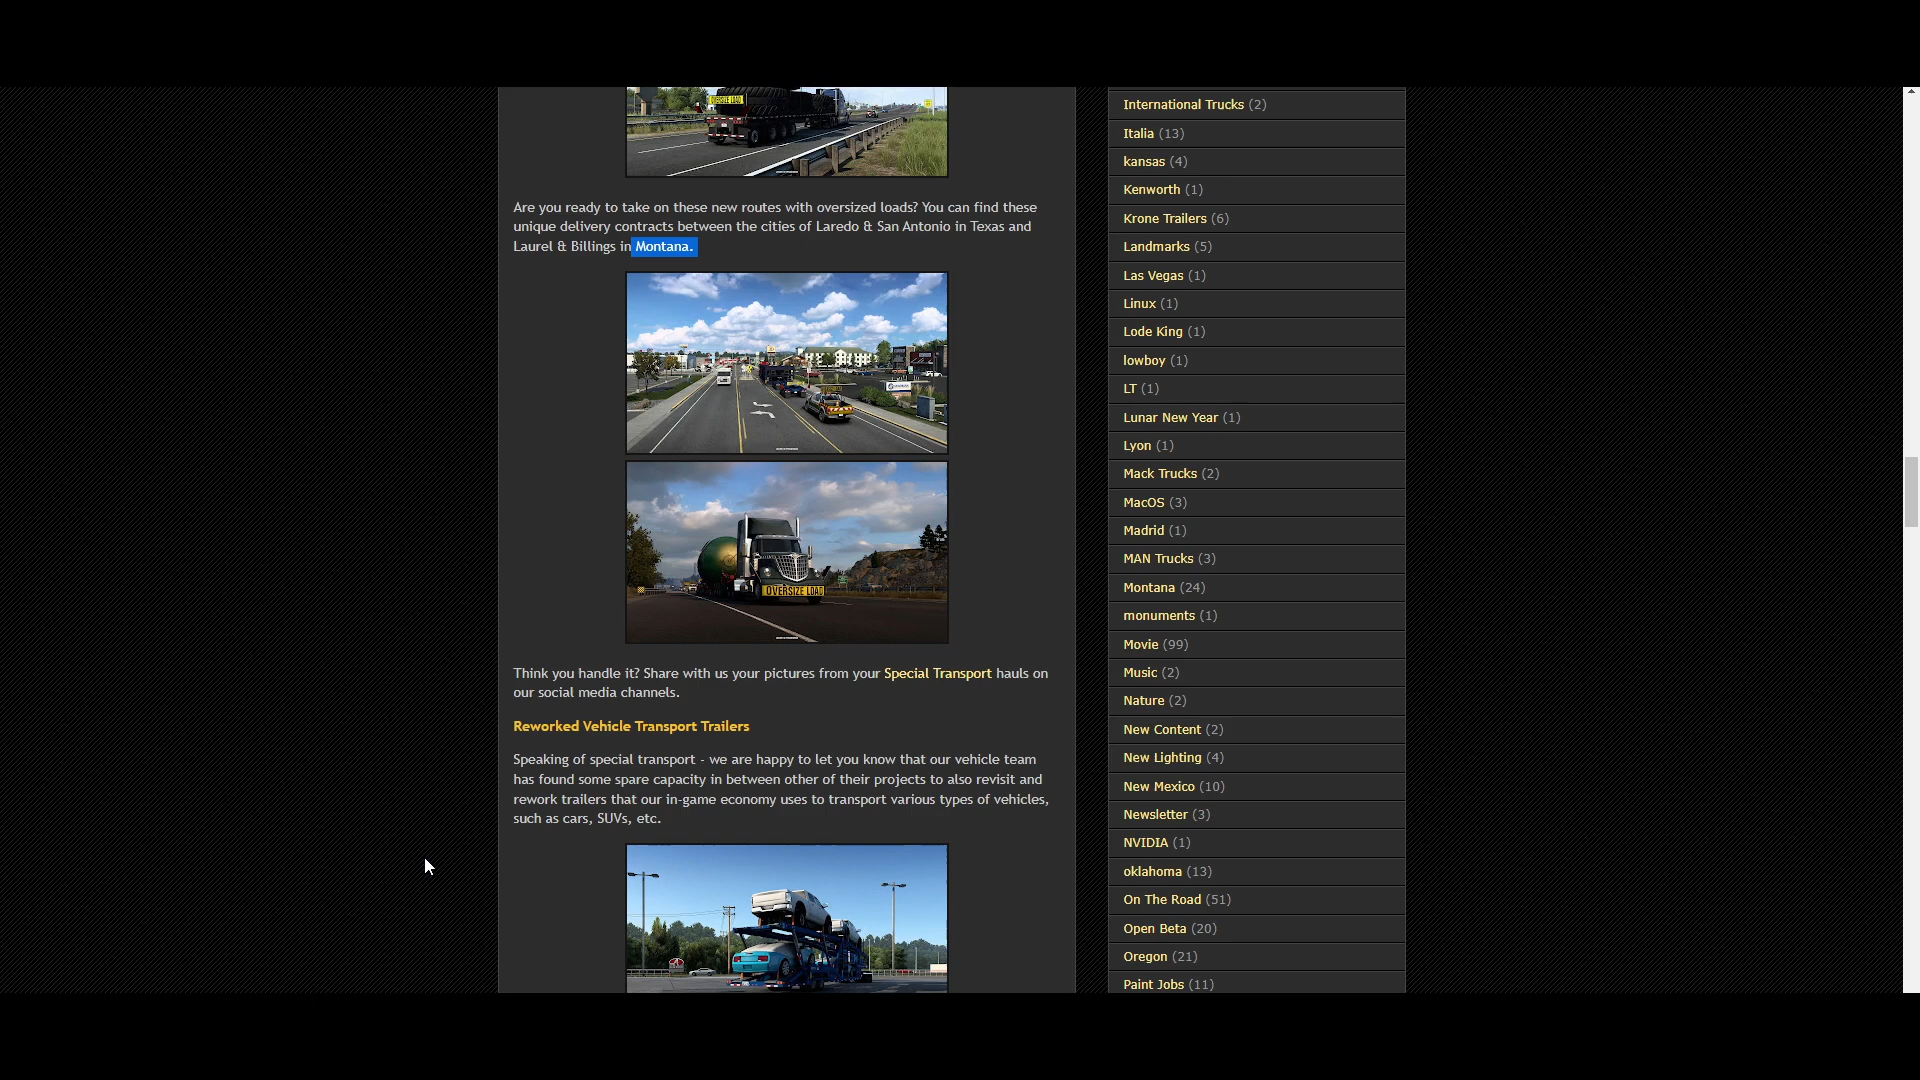 OVERSIZE LOAD
Are you ready to take on these new routes with oversized loads? You can find these
unique delivery contracts between the cities of Laredo & San Antonio in Texas and
Laurel & Billings in Montana.
OVERSIZE LOAD
Think you handle it? Share with us your pictures from your Special Transport hauls on
our social media channels.
Reworked Vehicle Transport Trailers
Speaking of special transport - we are happy to let you know that our vehicle team
has found some spare capacity in between other of their projects to also revisit and
rework trailers that our in-game economy uses to transport various types of vehicles,
such as cars, SUVs, etc.
International Trucks (2)
Italia (13)
kansas (4)
Kenworth (1)
Krone Trailers (6)
Landmarks (5)
Las Vegas (1)
Linux (1)
Lode King (1)
lowboy (1)
LT (1)
Lunar New Year (1)
Lyon (1)
Mack Trucks (2)
MacOS (3)
Madrid (1)
MAN Trucks (3)
Montana (24)
monuments (1)
Movie (99)
Music (2)
Nature (2)
New Content (2)
New Lighting (4)
New Mexico (10)
Newsletter (3)
NVIDIA (1)
oklahoma (13)
On The Road (51)
Open Beta (20)
Oregon (21)
Paint Jobs (11)